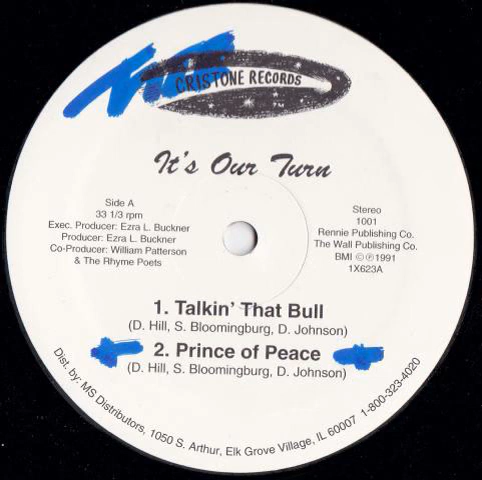 CRISTONE RECORDS
TM
It's Our Turn
Side A
33 1/3 rpm
Exec. Producer: Ezra L. Buckner
Producer: Ezra L. Buckner
Co-Producer: William Patterson
& The Rhyme Poets
Stereo
1001
Rennie Publishing Co.
The Wall Publishing Co.
BMI ©℗1991
1X623A
1. Talkin' That Bull
(D. Hill, S. Bloomingburg, D. Johnson)
2. Prince of Peace
(D. Hill, S. Bloomingburg, D. Johnson)
Dist. by: MS Distributors, 1050 S. Arthur, Elk Grove Village, IL 60007 1-800-323-4020